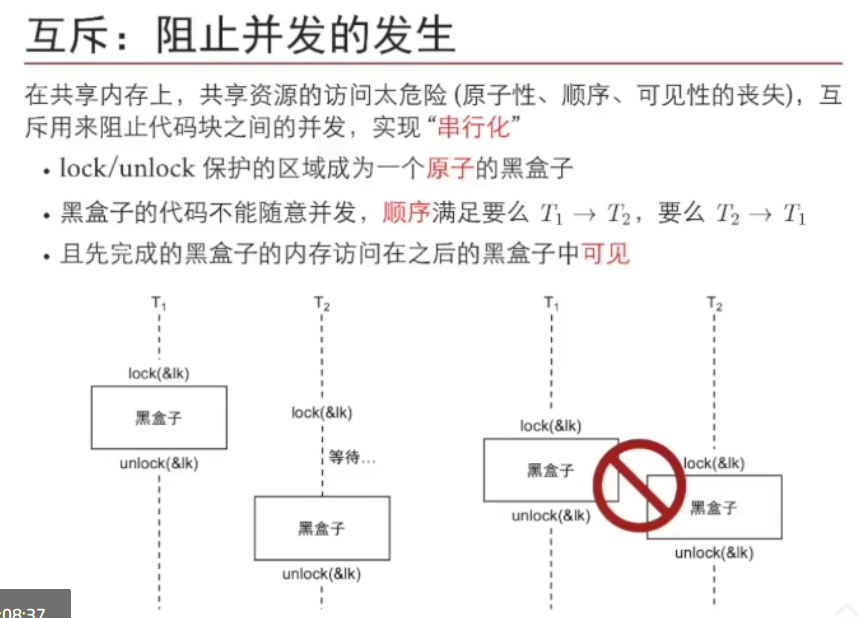 互斥：阻止并发的发生
在共享内存上，共享资源的访问太危险 (原子性、顺序、可见性的丧失)，互
斥用来阻止代码块之间的并发，实现 “串行化”
• lock/unlock 保护的区域成为一个原子的黑盒子
• 黑盒子的代码不能随意并发，顺序满足要么 T₁ → T₂，要么 T₂ → T₁
• 且先完成的黑盒子的内存访问在之后的黑盒子中可见
T₁
lock(&lk)
黑盒子
unlock(&lk)
T₂
lock(&lk)
等待...
黑盒子
unlock(&lk)
T₁
lock(&lk)
黑盒子
unlock(&lk)
T₂
lock(&lk)
黑盒子
unlock(&lk)
:08:37